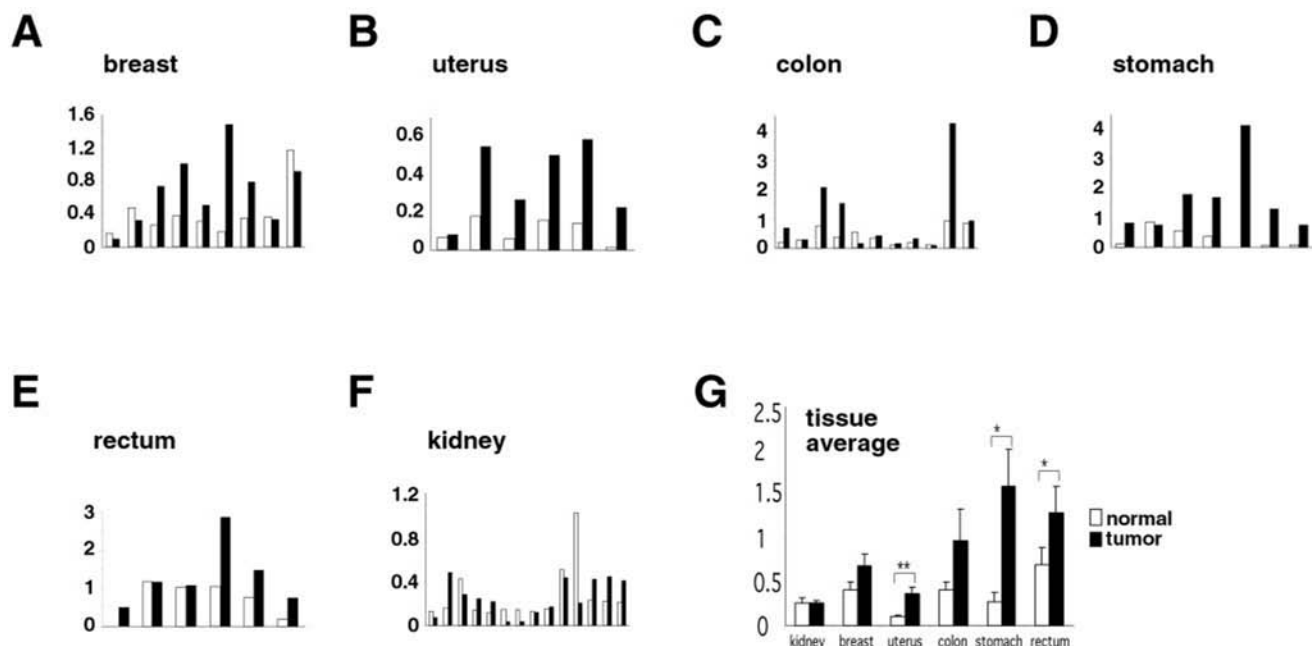 A
breast
1.6
1.2
0.8
0.4
0
B
uterus
0.6
0.4
0.2
0
C
colon
4
3
2
1
0
D
stomach
4
3
2
1
0
E
rectum
3
2
1
0
F
kidney
1.2
0.8
0.4
0
G
tissue
average
2.5
2
1.5
1
0.5
0
**
*
*
kidney breast uterus colon stomach rectum
normal
tumor